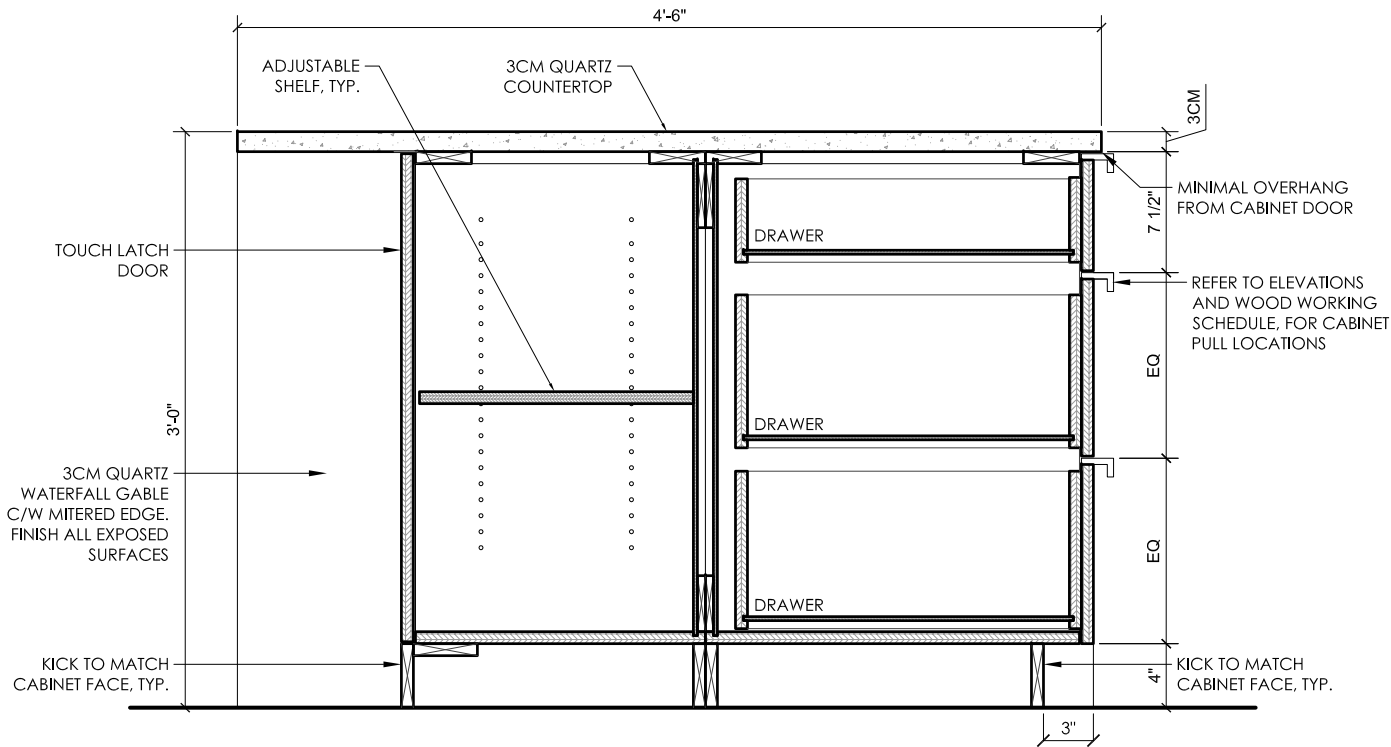 4'-6"
ADJUSTABLE
SHELF, TYP.
3CM QUARTZ
COUNTERTOP
3CM
MINIMAL OVERHANG
FROM CABINET DOOR
7 1/2"
DRAWER
TOUCH LATCH
DOOR
REFER TO ELEVATIONS
AND WOOD WORKING
SCHEDULE, FOR CABINET
PULL LOCATIONS
EQ
3'-0"
DRAWER
3CM QUARTZ
WATERFALL GABLE
C/W MITERED EDGE.
FINISH ALL EXPOSED
SURFACES
EQ
DRAWER
KICK TO MATCH
CABINET FACE, TYP.
4"
KICK TO MATCH
CABINET FACE, TYP.
3"